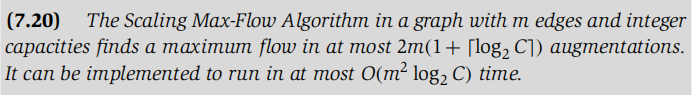 (7.20) The Scaling Max-Flow Algorithm in a graph with m edges and integer
capacities finds a maximum flow in at most 2m(1 + ⌈log₂ C⌉) augmentations.
It can be implemented to run in at most O(m² log₂ C) time.